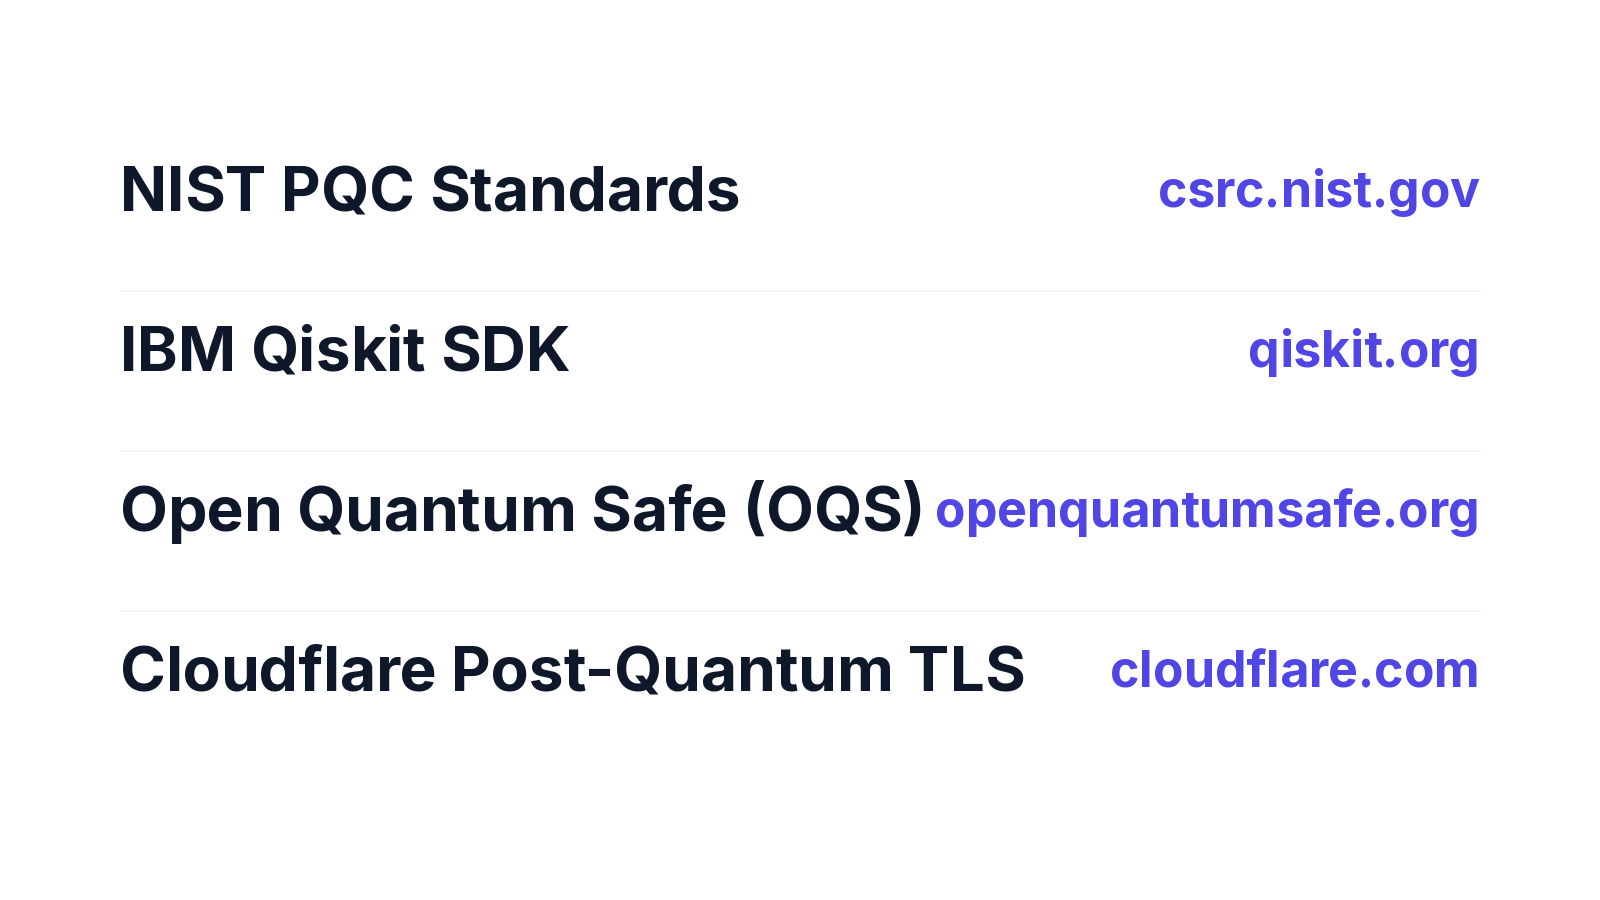 NIST PQC Standards csrc.nist.gov
IBM Qiskit SDK qiskit.org
Open Quantum Safe (OQS) openquantumsafe.org
Cloudflare Post-Quantum TLS cloudflare.com